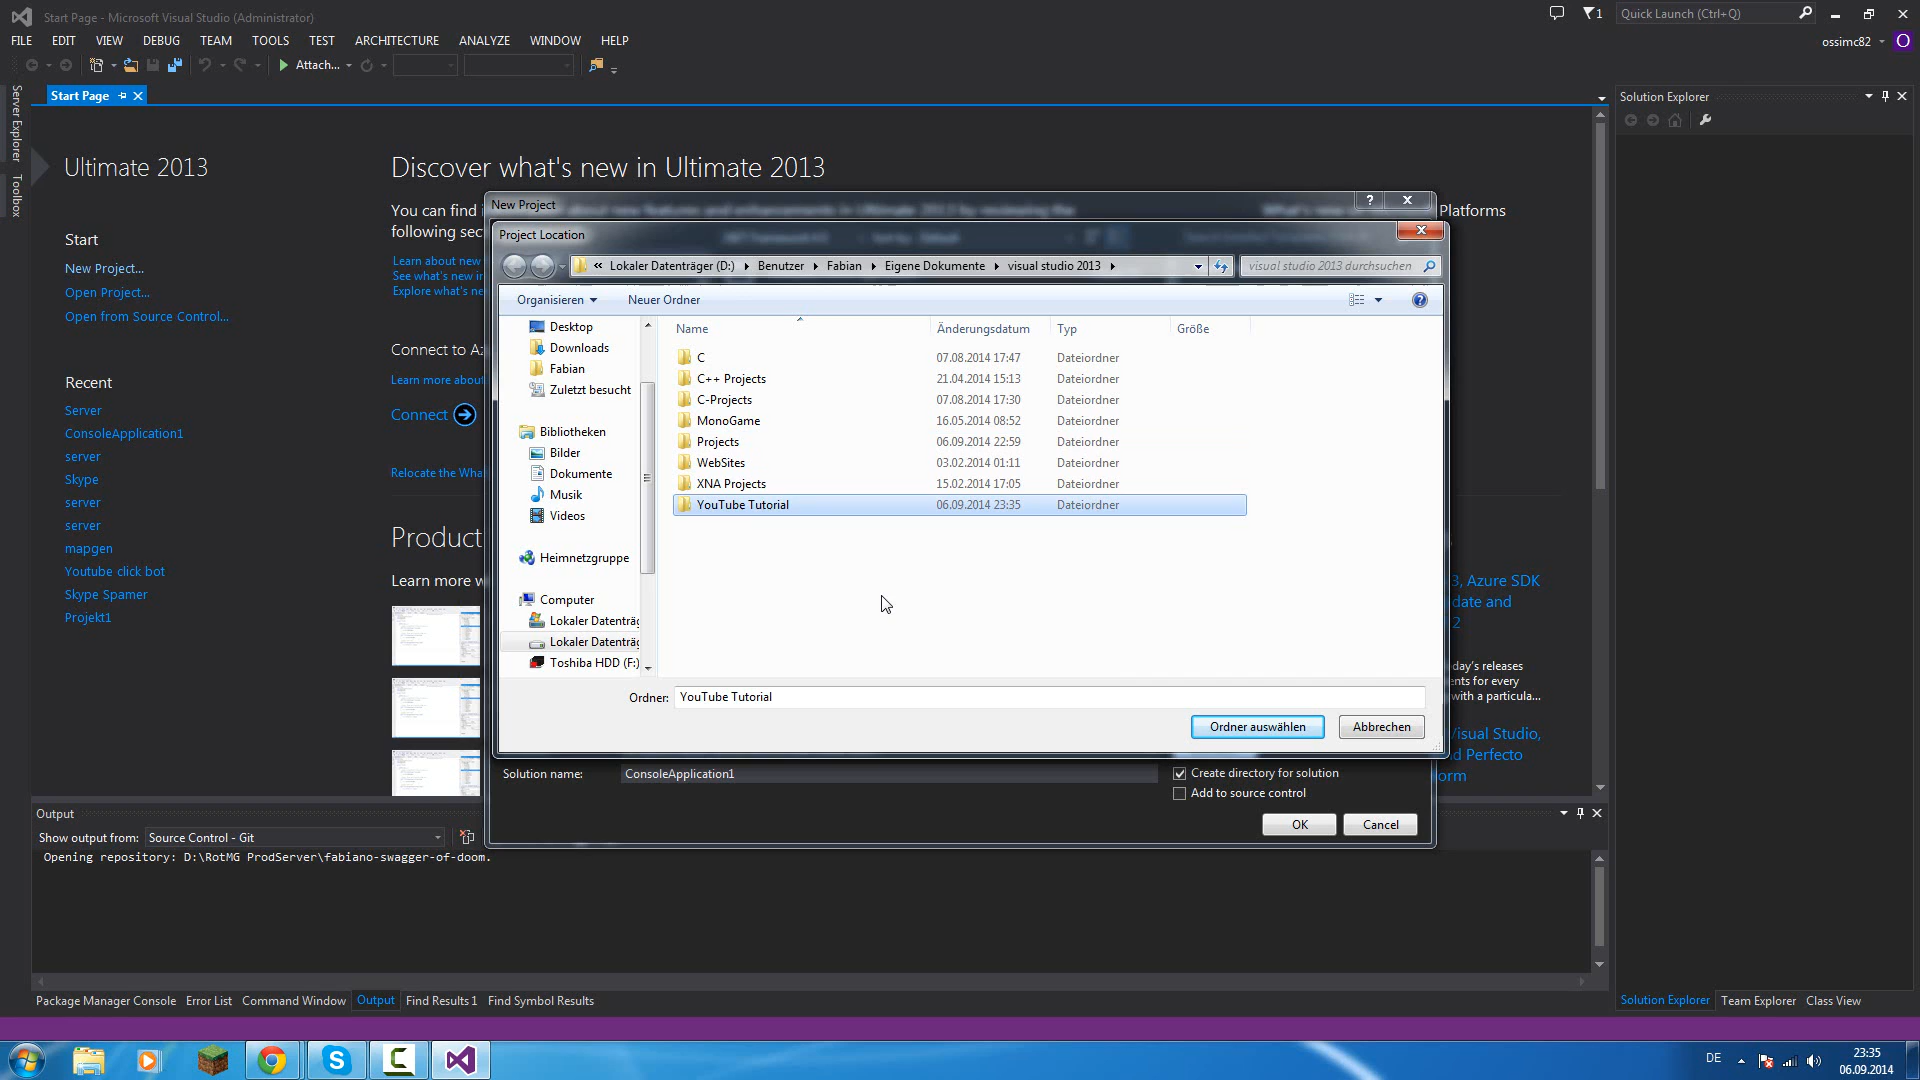 Start Page - Microsoft Visual Studio (Administrator)
1
Quick Launch (Ctrl+Q)
FILE EDIT VIEW DEBUG TEAM TOOLS TEST ARCHITECTURE ANALYZE WINDOW HELP
ossimc82
O
Attach...
Server Explorer
Toolbox
Start Page
Solution Explorer
Ultimate 2013
Discover what's new in Ultimate 2013
You can find i
following sec
Platforms
Learn about new
See what's new in
Explore what's ne
Start
New Project...
Open Project...
Open from Source Control...
Connect to Az
Learn more about
Connect
Relocate the Wha
Recent
Server
ConsoleApplication1
server
Skype
server
server
mapgen
Youtube click bot
Skype Spamer
Projekt1
Product
Learn more w
3, Azure SDK
date and
2
day's releases
ents for every
with a particula...
Visual Studio,
d Perfecto
orm
New Project
?
Project Location
« Lokaler Datenträger (D:) Benutzer Fabian Eigene Dokumente visual studio 2013
visual studio 2013 durchsuchen
Organisieren Neuer Ordner
Desktop
Downloads
Fabian
Zuletzt besucht
Bibliotheken
Bilder
Dokumente
Musik
Videos
Heimnetzgruppe
Computer
Lokaler Datenträg
Lokaler Datenträg
Toshiba HDD (F:)
Name Änderungsdatum Typ Größe
C 07.08.2014 17:47 Dateiordner
C++ Projects 21.04.2014 15:13 Dateiordner
C-Projects 07.08.2014 17:30 Dateiordner
MonoGame 16.05.2014 08:52 Dateiordner
Projects 06.09.2014 22:59 Dateiordner
WebSites 03.02.2014 01:11 Dateiordner
XNA Projects 15.02.2014 17:05 Dateiordner
YouTube Tutorial 06.09.2014 23:35 Dateiordner
Ordner: YouTube Tutorial
Ordner auswählen Abbrechen
Solution name: ConsoleApplication1
Create directory for solution
Add to source control
OK Cancel
Output
Show output from: Source Control - Git
Opening repository: D:\RotMG ProdServer\fabiano-swagger-of-doom.
Package Manager Console Error List Command Window Output Find Results 1 Find Symbol Results
Solution Explorer Team Explorer Class View
DE
23:35
06.09.2014